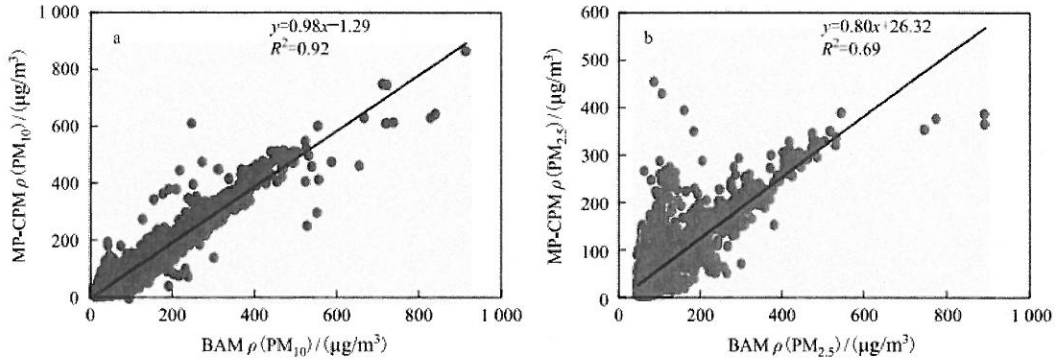 a
y=0.98x−1.29
R²=0.92
MP-CPM ρ(PM₁₀)/(μg/m³)
1 000
800
600
400
200
0
0 200 400 600 800 1 000
BAM ρ(PM₁₀)/(μg/m³)
b
y=0.80x+26.32
R²=0.69
MP-CPM ρ(PM₂.₅)/(μg/m³)
600
500
400
300
200
100
0
0 200 400 600 800 1 000
BAM ρ(PM₂.₅)/(μg/m³)